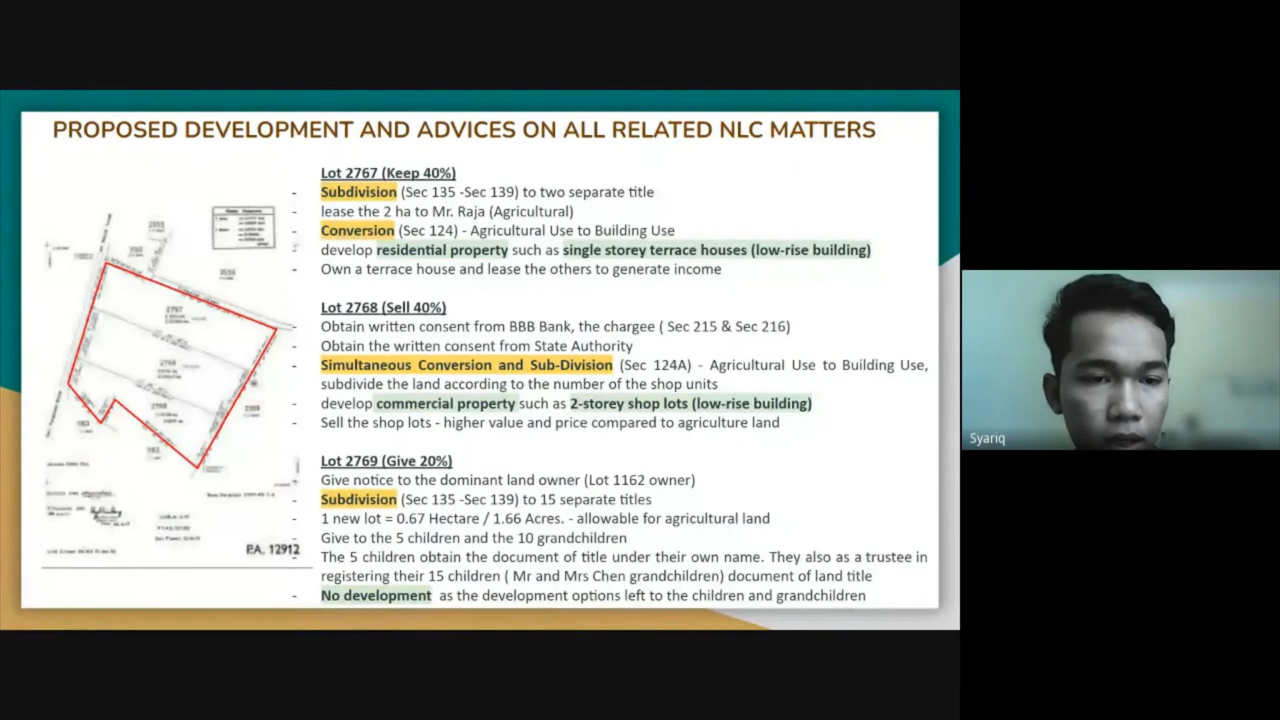 PROPOSED DEVELOPMENT AND ADVICES ON ALL RELATED NLC MATTERS
Lot 2767 (Keep 40%)
- Subdivision (Sec 135 -Sec 139) to two separate title
- lease the 2 ha to Mr. Raja (Agricultural)
- Conversion (Sec 124) - Agricultural Use to Building Use
- develop residential property such as single storey terrace houses (low-rise building)
- Own a terrace house and lease the others to generate income
Lot 2768 (Sell 40%)
- Obtain written consent from BBB Bank, the chargee ( Sec 215 & Sec 216)
- Obtain the written consent from State Authority
- Simultaneous Conversion and Sub-Division (Sec 124A) - Agricultural Use to Building Use,
subdivide the land according to the number of the shop units
- develop commercial property such as 2-storey shop lots (low-rise building)
- Sell the shop lots - higher value and price compared to agriculture land
Lot 2769 (Give 20%)
- Give notice to the dominant land owner (Lot 1162 owner)
- Subdivision (Sec 135 -Sec 139) to 15 separate titles
- 1 new lot = 0.67 Hectare / 1.66 Acres. - allowable for agricultural land
- Give to the 5 children and the 10 grandchildren
- The 5 children obtain the document of title under their own name. They also as a trustee in
registering their 15 children ( Mr and Mrs Chen grandchildren) document of land title
- No development as the development options left to the children and grandchildren
P.A. 12912
Syariq